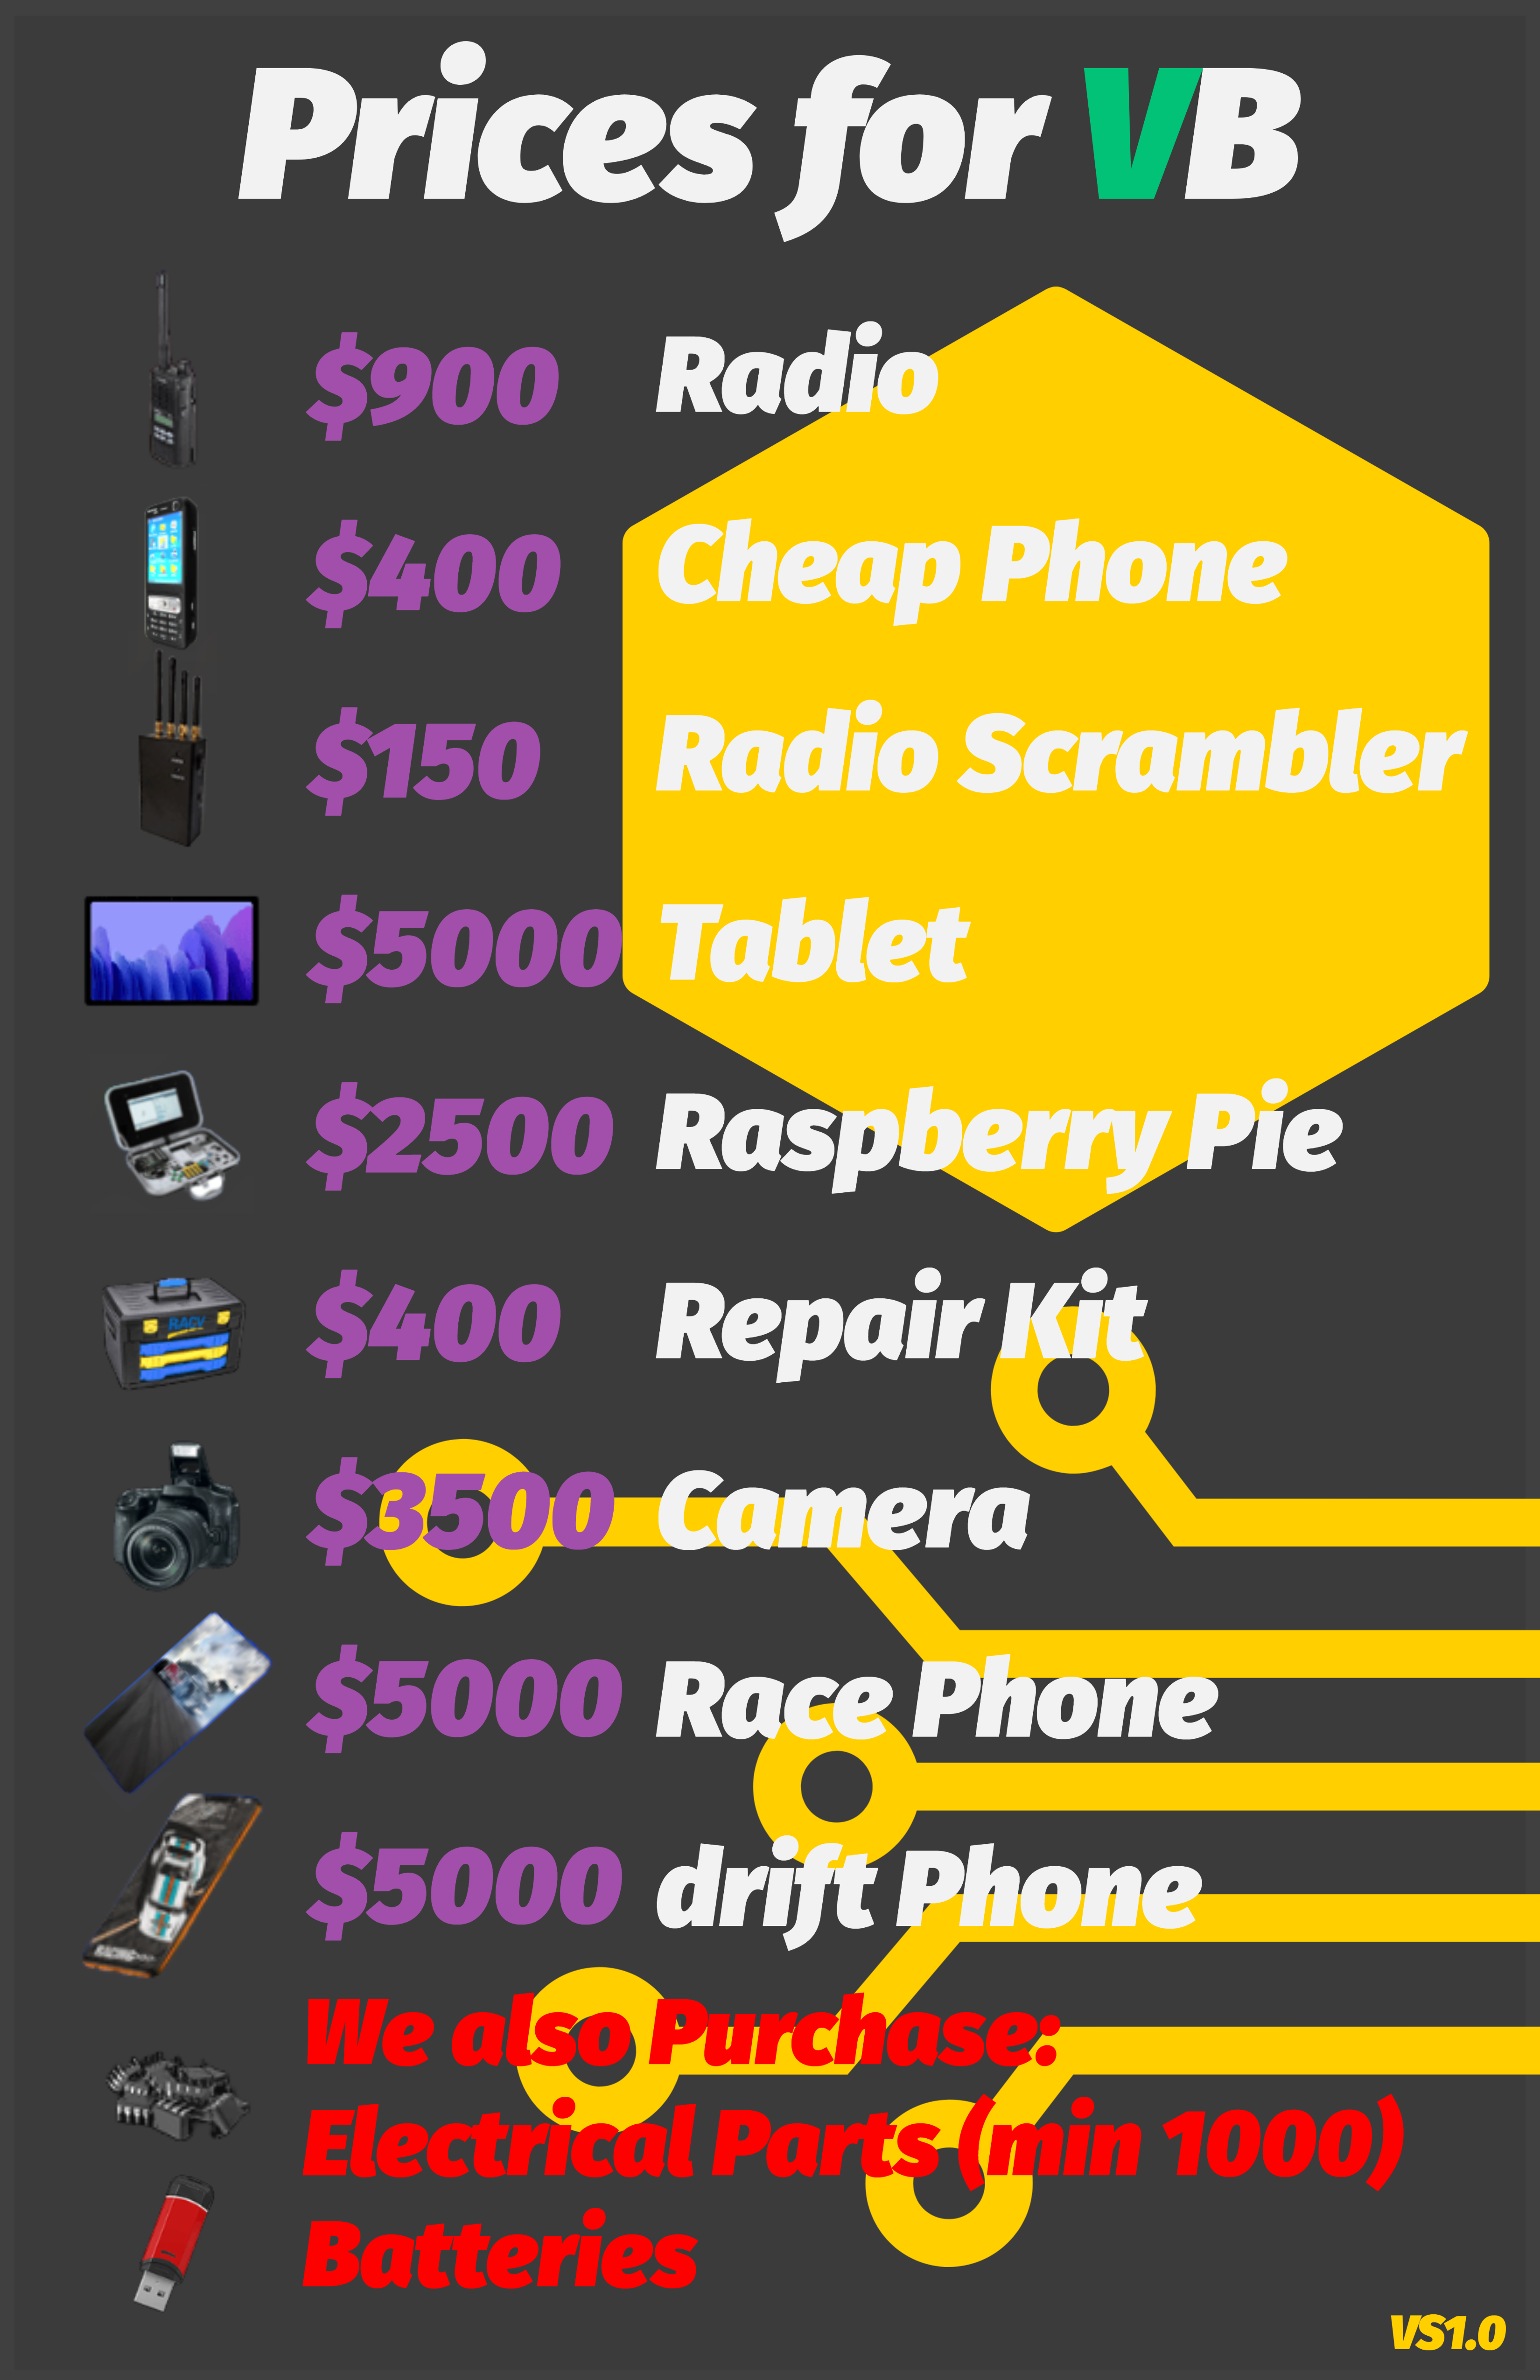 Prices for VB
$900 Radio
$400 Cheap Phone
$150 Radio Scrambler
$5000 Tablet
$2500 Raspberry Pie
RACV
$400 Repair Kit
$3500 Camera
$5000 Race Phone
$5000 drift Phone
We also Purchase:
Electrical Parts (min 1000)
Batteries
VS1.0